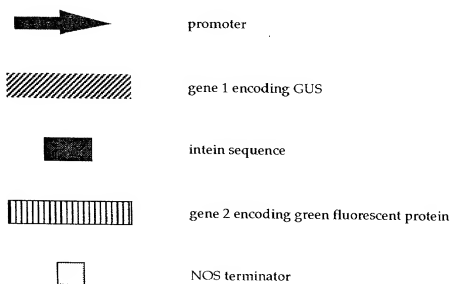 promoter
gene 1 encoding GUS
intein sequence
gene 2 encoding green fluorescent protein
NOS terminator